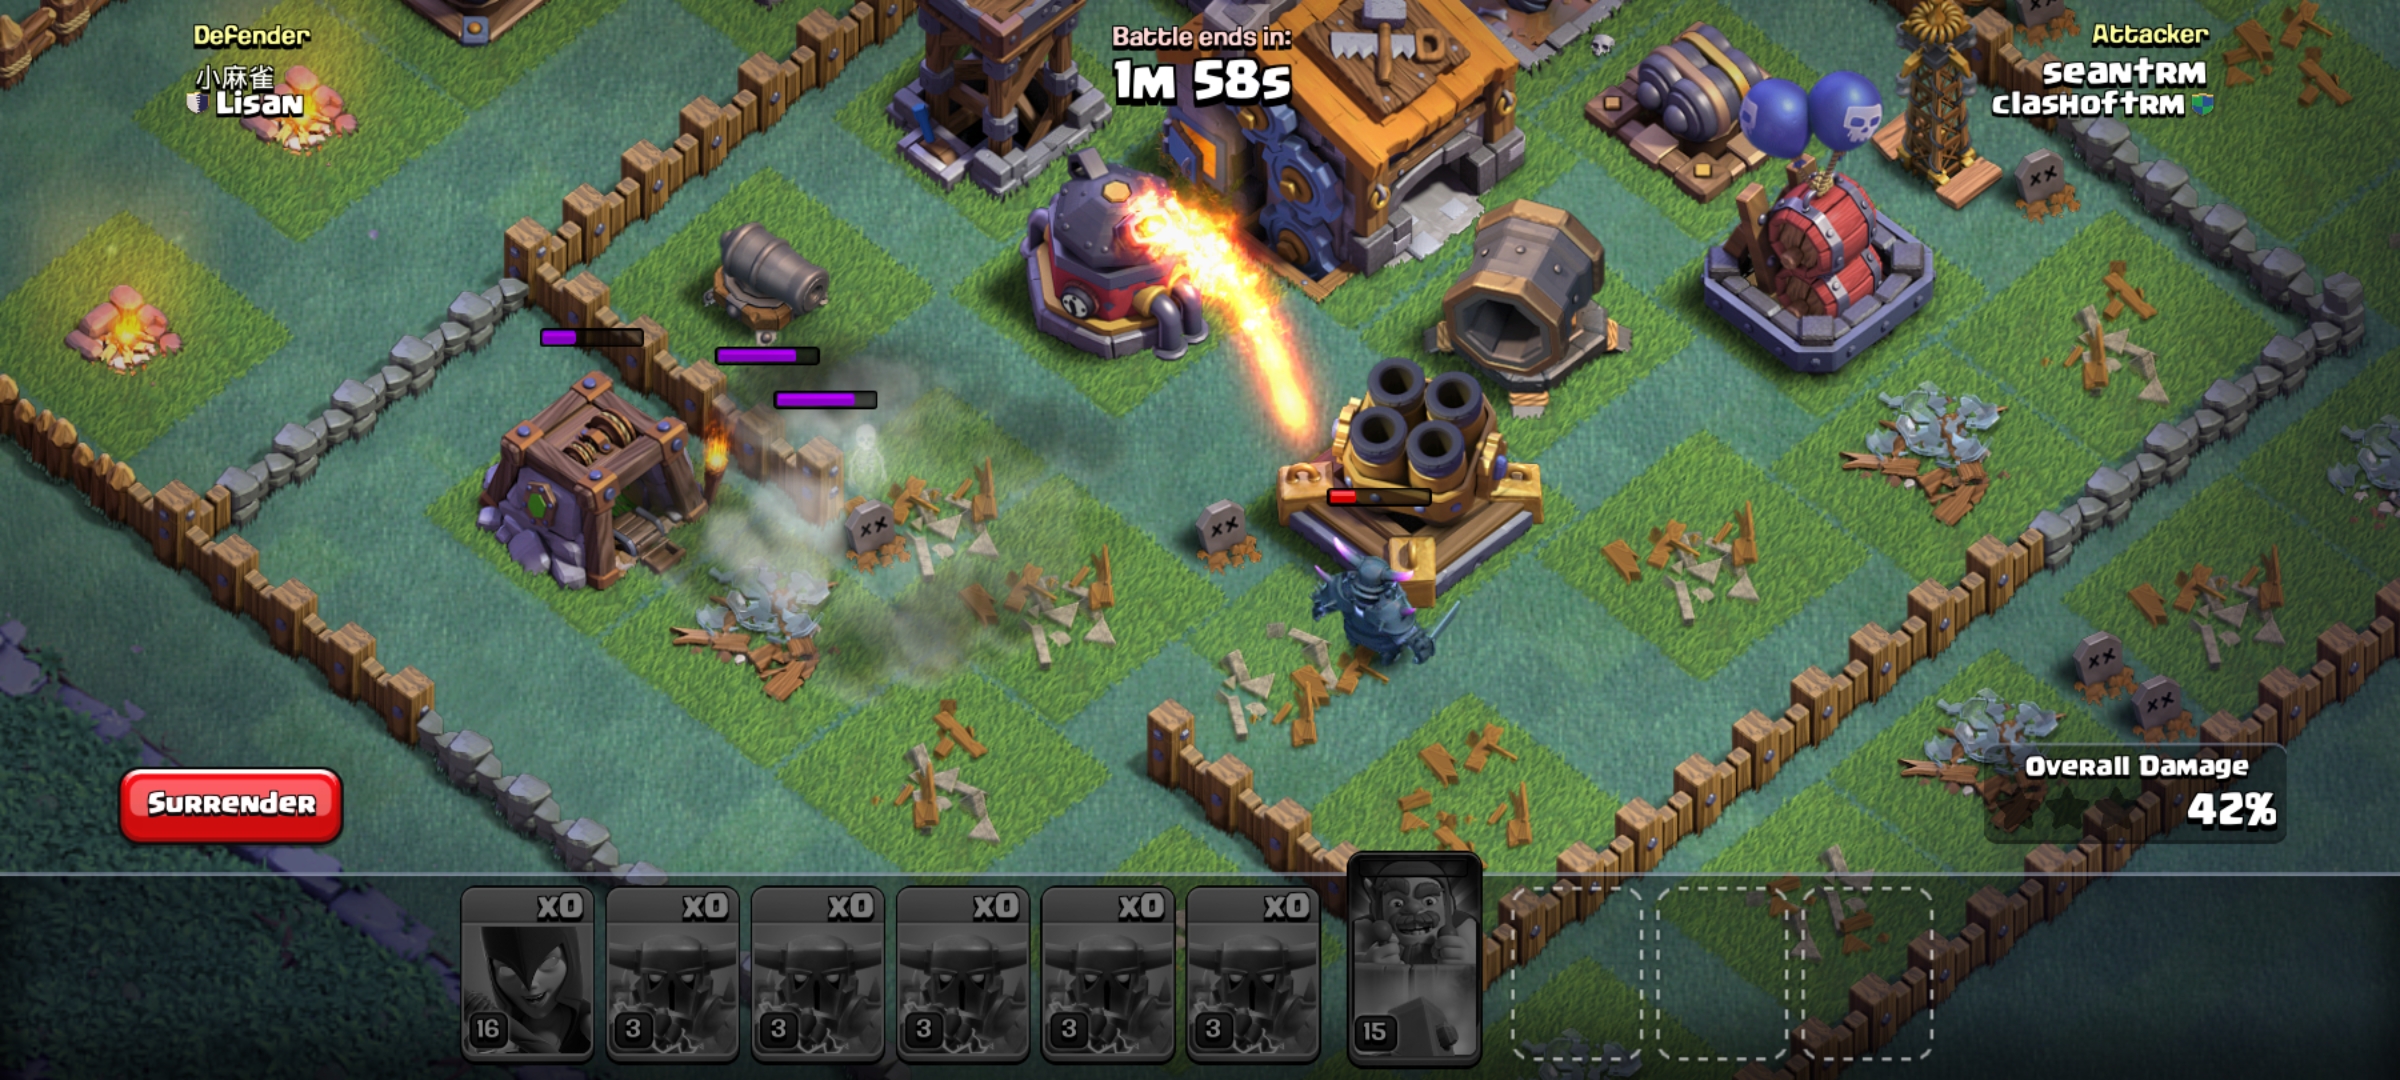 Defender
小麻雀
Lisan
Battle ends in:
1M 58s
Attacker
seantRM
clashoftRM
Surrender
Overall Damage
42%
x0
x0
x0
x0
x0
x0
16
3
3
3
3
3
15